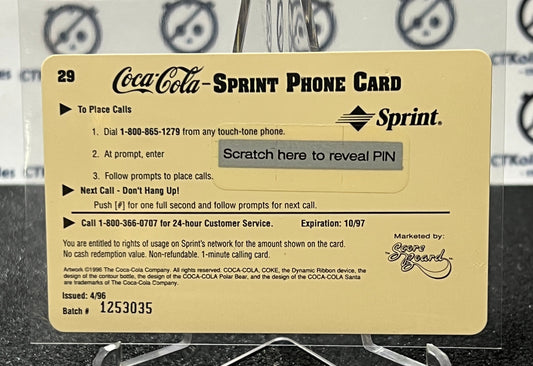 29
Coca-Cola – SPRINT PHONE CARD
To Place Calls
Sprint®
1. Dial 1-800-865-1279 from any touch-tone phone.
2. At prompt, enter
Scratch here to reveal PIN
3. Follow prompts to place calls.
Next Call - Don't Hang Up!
Push [#] for one full second and follow prompts for next call.
Call 1-800-366-0707 for 24-hour Customer Service. Expiration: 10/97
You are entitled to rights of usage on Sprint's network for the amount shown on the card.
No cash redemption value. Non-refundable. 1-minute calling card.
Marketed by:
Score Board
Artwork ©1996 The Coca-Cola Company. All rights reserved. COCA-COLA, COKE, the Dynamic Ribbon device, the
design of the contour bottle, the design of the COCA-COLA Polar Bear, and the design of the COCA-COLA Santa
are trademarks of The Coca-Cola Company.
Issued: 4/96
Batch # 1253035